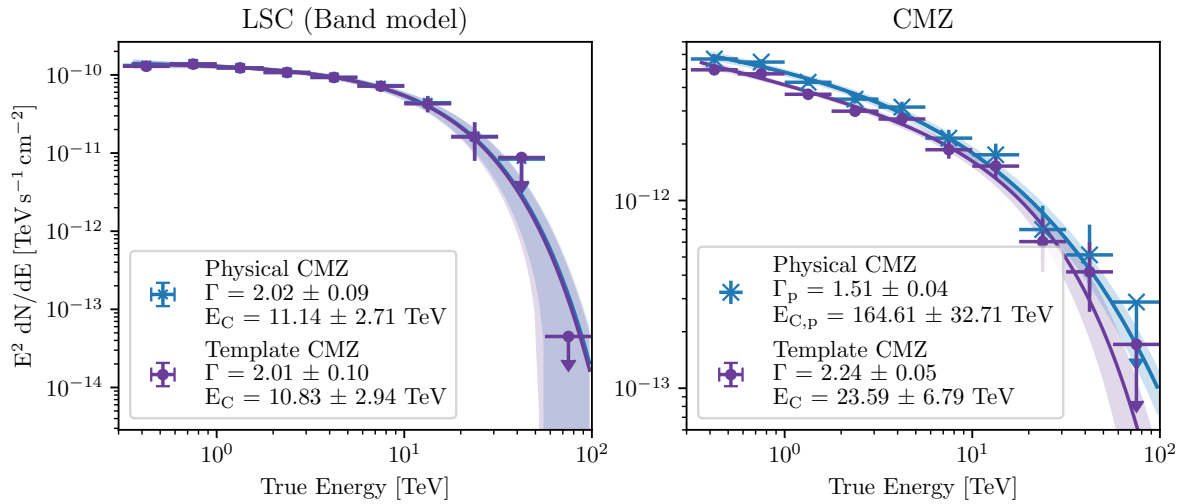 LSC (Band model)
E² dN/dE [TeV s⁻¹ cm⁻²]
10⁻¹⁰
10⁻¹¹
10⁻¹²
10⁻¹³
10⁻¹⁴
Physical CMZ
Γ = 2.02 ± 0.09
E_C = 11.14 ± 2.71 TeV
Template CMZ
Γ = 2.01 ± 0.10
E_C = 10.83 ± 2.94 TeV
10⁰ 10¹ 10²
True Energy [TeV]
CMZ
10⁻¹²
10⁻¹³
Physical CMZ
Γ_p = 1.51 ± 0.04
E_C,p = 164.61 ± 32.71 TeV
Template CMZ
Γ = 2.24 ± 0.05
E_C = 23.59 ± 6.79 TeV
10⁰ 10¹ 10²
True Energy [TeV]